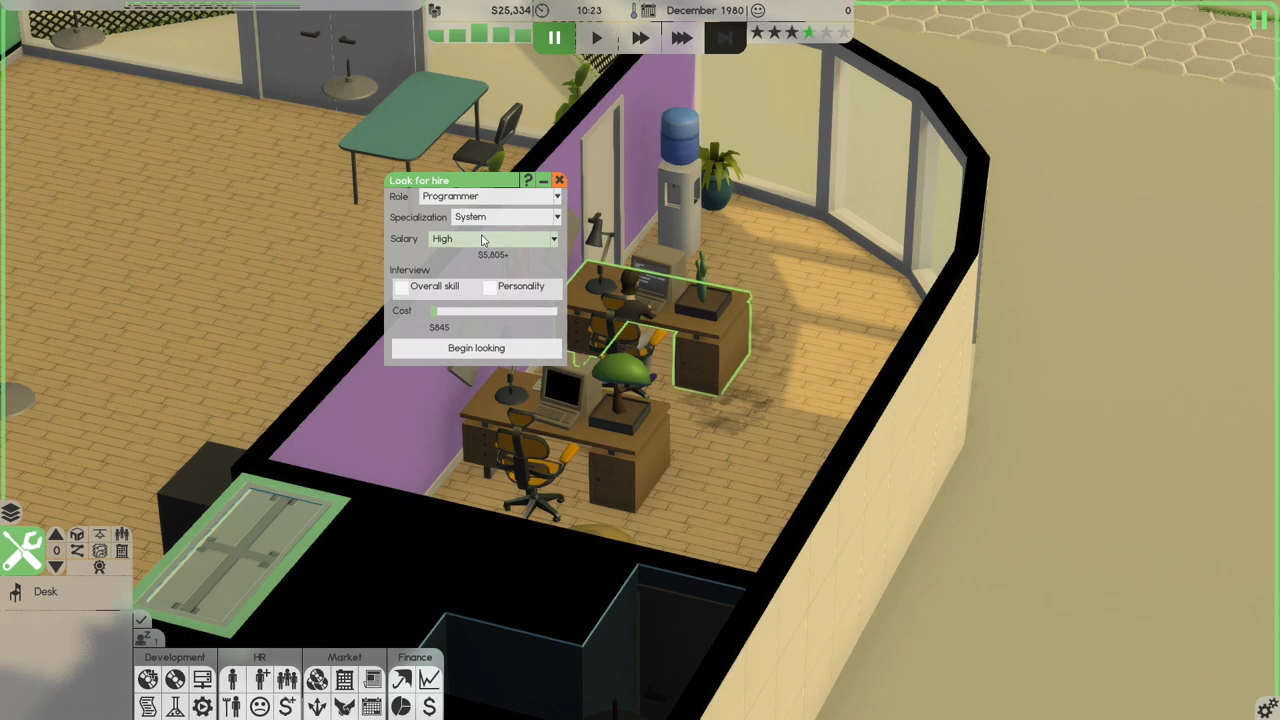 $25,334 10:23 December 1980 0
Look for hire ?
Role Programmer
Specialization System
Salary High
$5,805+
Interview
Overall skill Personality
Cost
$845
Begin looking
0
Desk
1
Development HR Market Finance